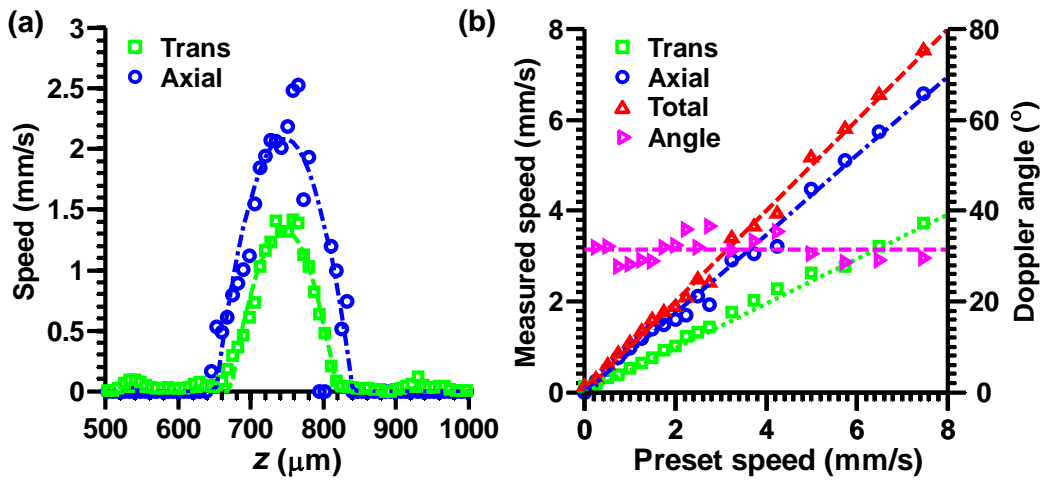 (a)
Trans
Axial
Speed (mm/s)
3
2.5
2
1.5
1
0.5
0
500 600 700 800 900 1000
z (μm)
(b)
Trans
Axial
Total
Angle
Measured speed (mm/s)
8
6
4
2
0
0 2 4 6 8
Preset speed (mm/s)
80
60
40
20
0
Doppler angle (°)